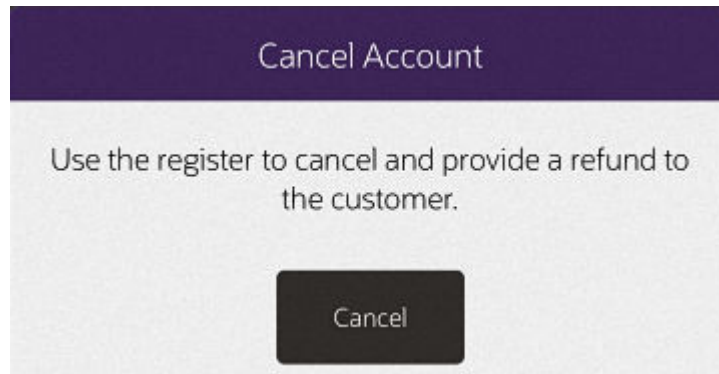 Cancel Account
Use the register to cancel and provide a refund to
the customer.
Cancel